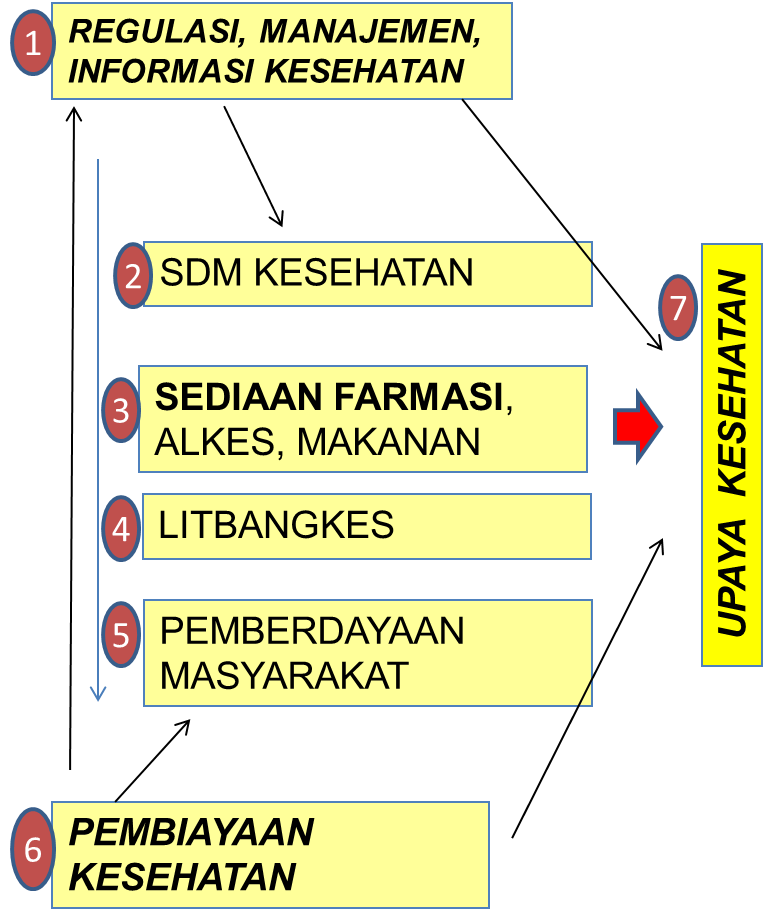 1
REGULASI, MANAJEMEN,
INFORMASI KESEHATAN
2
SDM KESEHATAN
3
SEDIAAN FARMASI,
ALKES, MAKANAN
4
LITBANGKES
5
PEMBERDAYAAN
MASYARAKAT
6
PEMBIAYAAN
KESEHATAN
7
UPAYA KESEHATAN